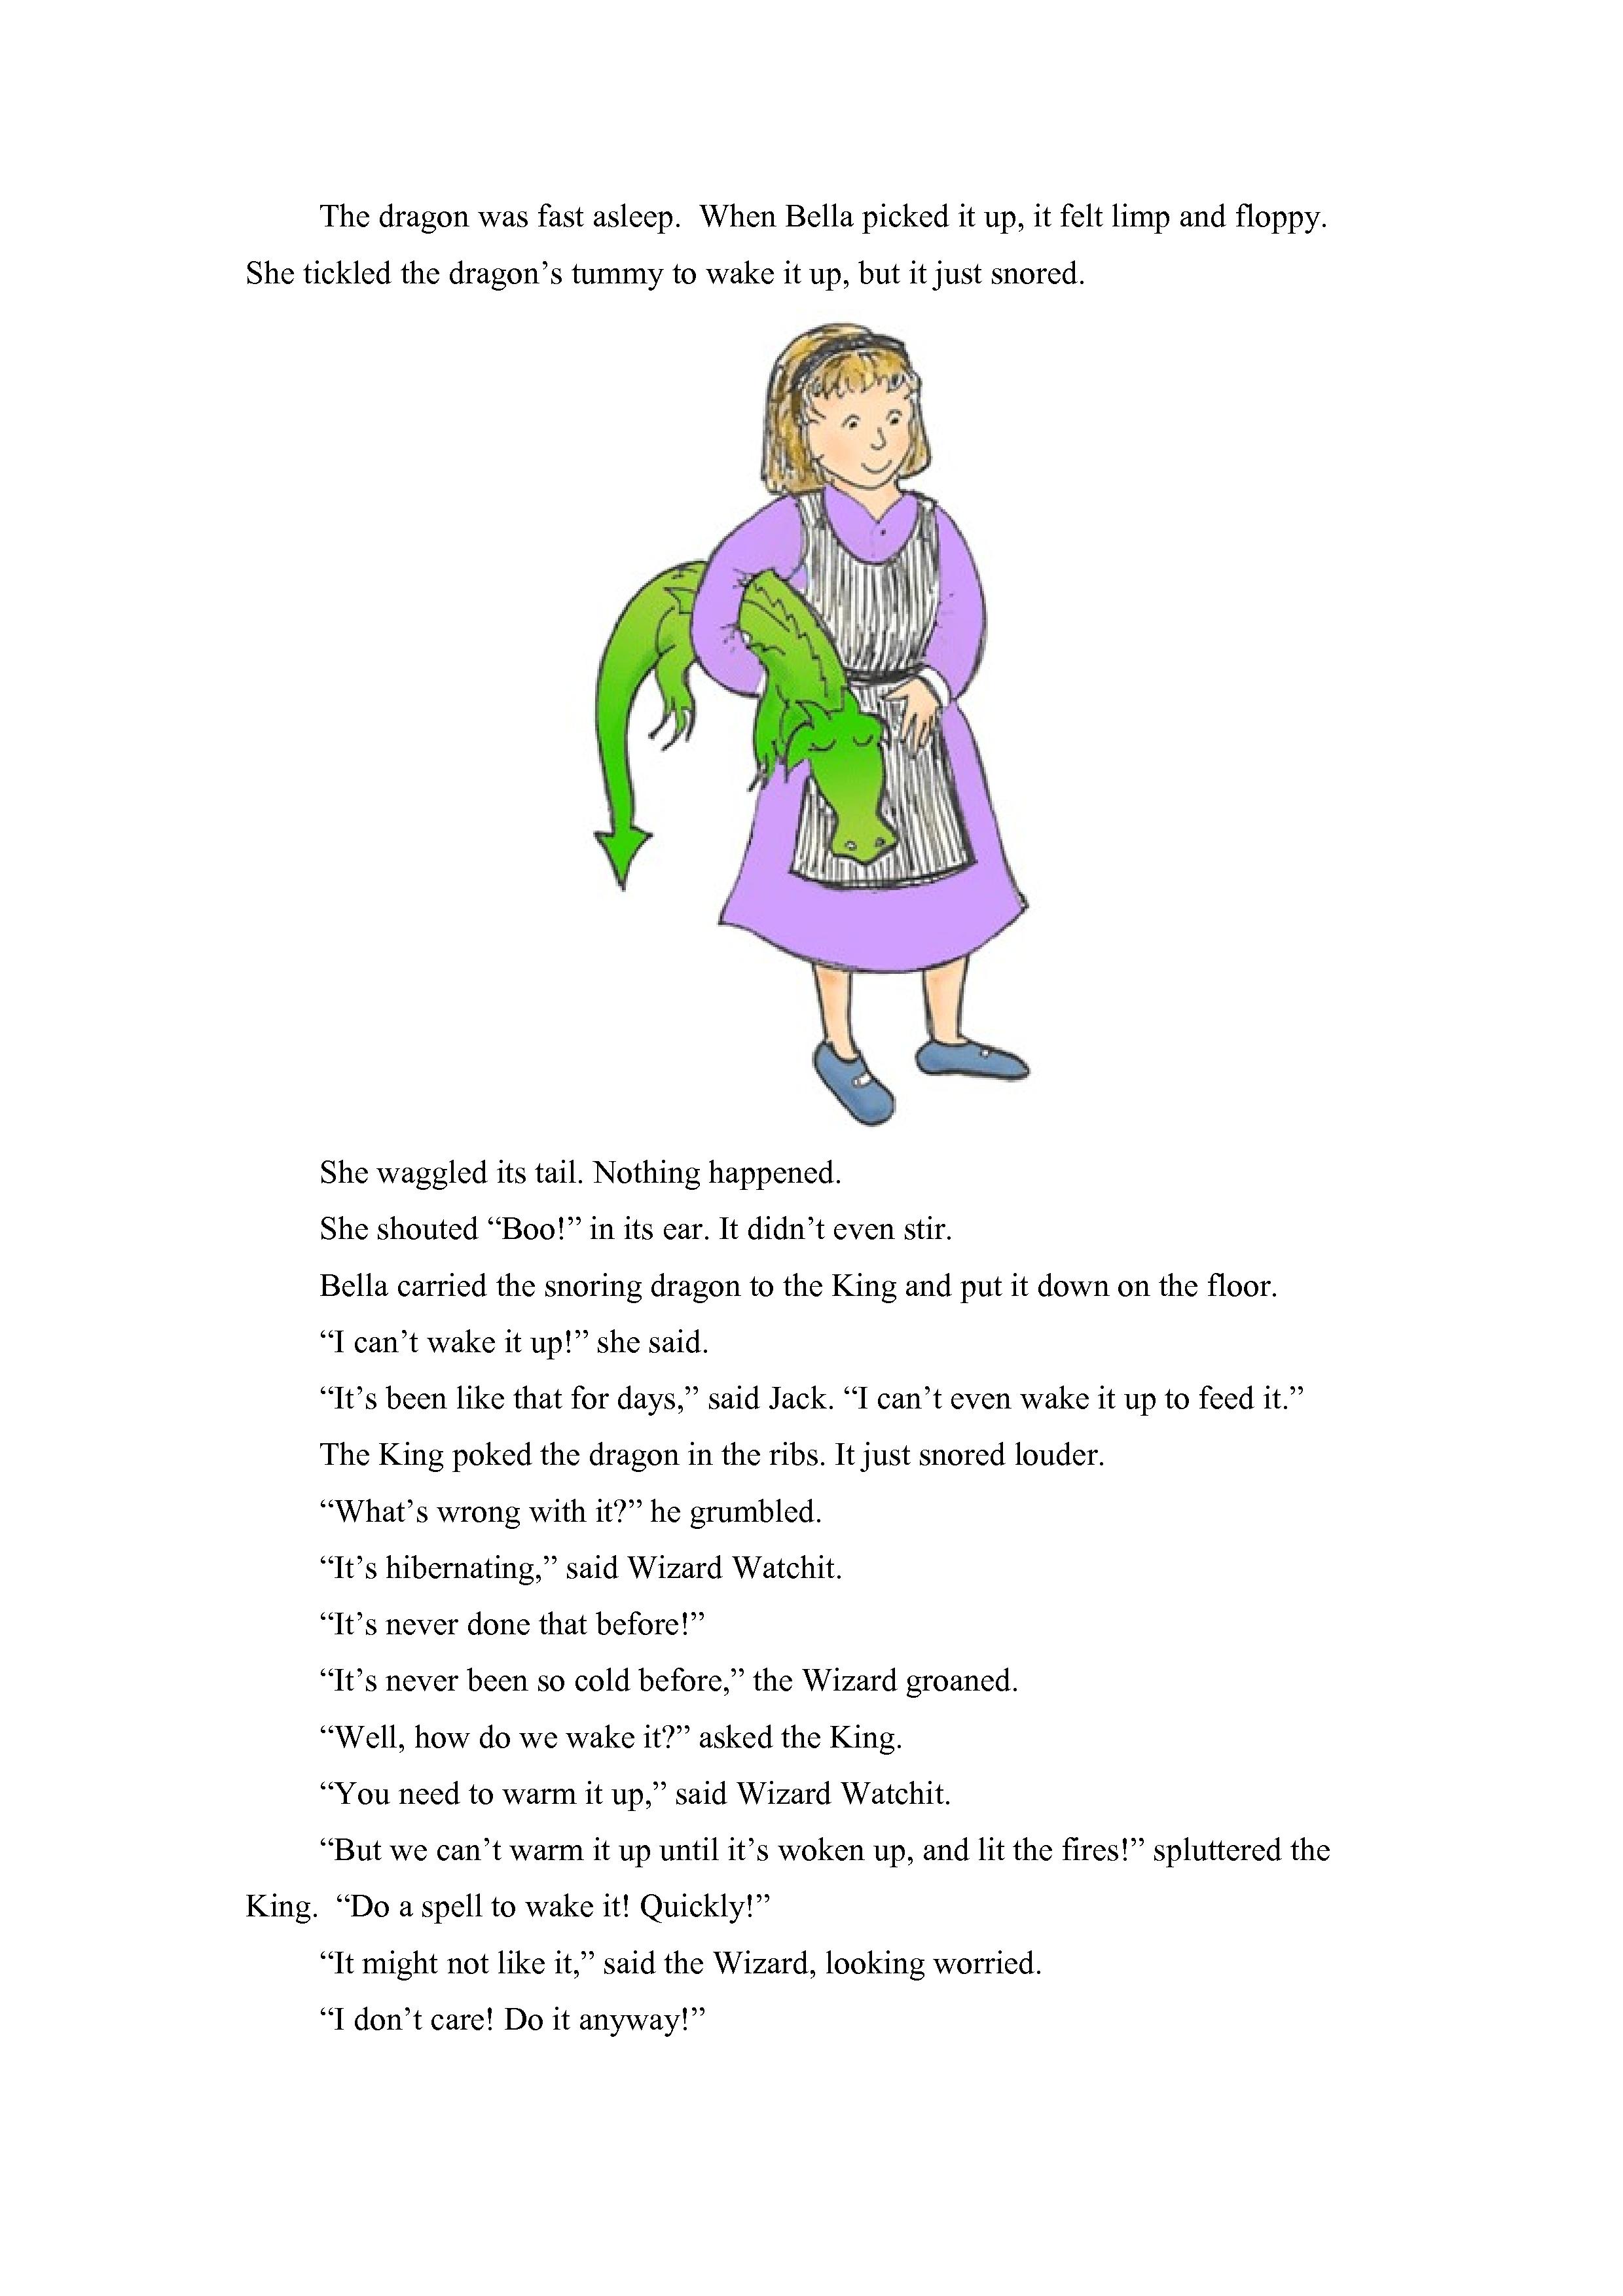 The dragon was fast asleep.  When Bella picked it up, it felt limp and floppy.
She tickled the dragon’s tummy to wake it up, but it just snored.
She waggled its tail. Nothing happened.
She shouted “Boo!” in its ear. It didn’t even stir.
Bella carried the snoring dragon to the King and put it down on the floor.
“I can’t wake it up!” she said.
“It’s been like that for days,” said Jack. “I can’t even wake it up to feed it.”
The King poked the dragon in the ribs. It just snored louder.
“What’s wrong with it?” he grumbled.
“It’s hibernating,” said Wizard Watchit.
“It’s never done that before!”
“It’s never been so cold before,” the Wizard groaned.
“Well, how do we wake it?” asked the King.
“You need to warm it up,” said Wizard Watchit.
“But we can’t warm it up until it’s woken up, and lit the fires!” spluttered the
King.  “Do a spell to wake it! Quickly!”
“It might not like it,” said the Wizard, looking worried.
“I don’t care! Do it anyway!”